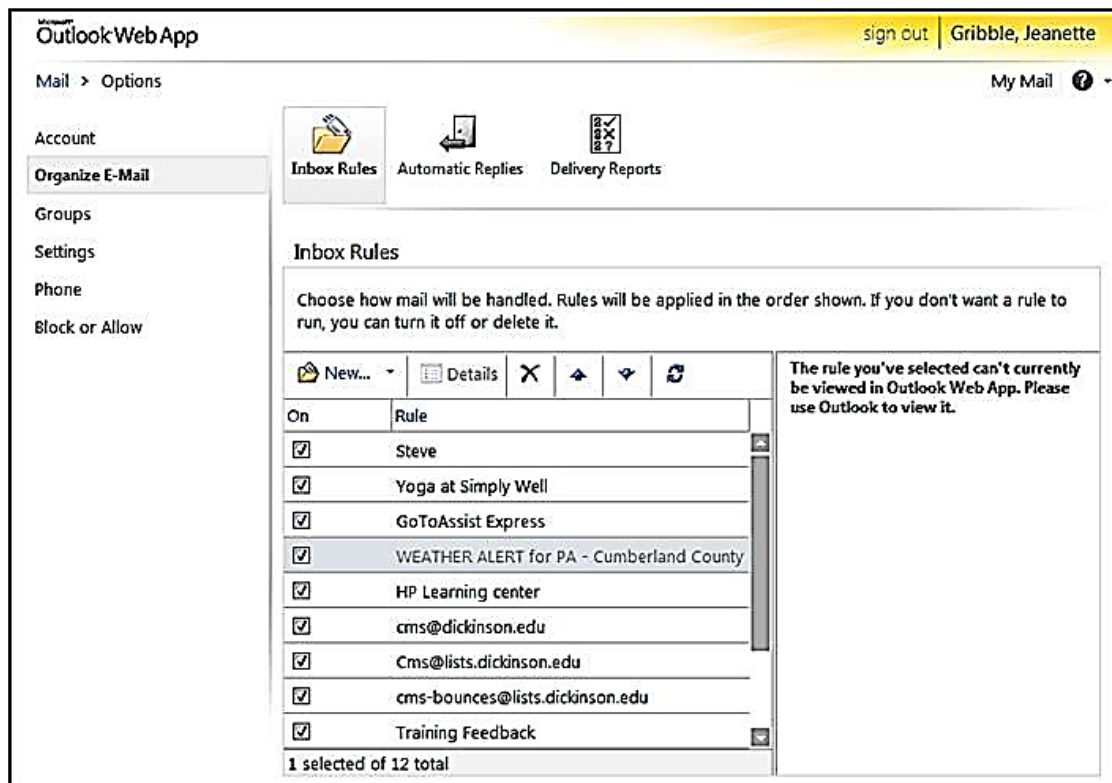 Microsoft®
Outlook Web App
sign out | Gribble, Jeanette
Mail > Options
My Mail
Account
Organize E-Mail
Groups
Settings
Phone
Block or Allow
Inbox Rules
Automatic Replies
Delivery Reports
Inbox Rules
Choose how mail will be handled. Rules will be applied in the order shown. If you don't want a rule to
run, you can turn it off or delete it.
New...
Details
On
Rule
Steve
Yoga at Simply Well
GoToAssist Express
WEATHER ALERT for PA - Cumberland County
HP Learning center
cms@dickinson.edu
Cms@lists.dickinson.edu
cms-bounces@lists.dickinson.edu
Training Feedback
1 selected of 12 total
The rule you've selected can't currently
be viewed in Outlook Web App. Please
use Outlook to view it.